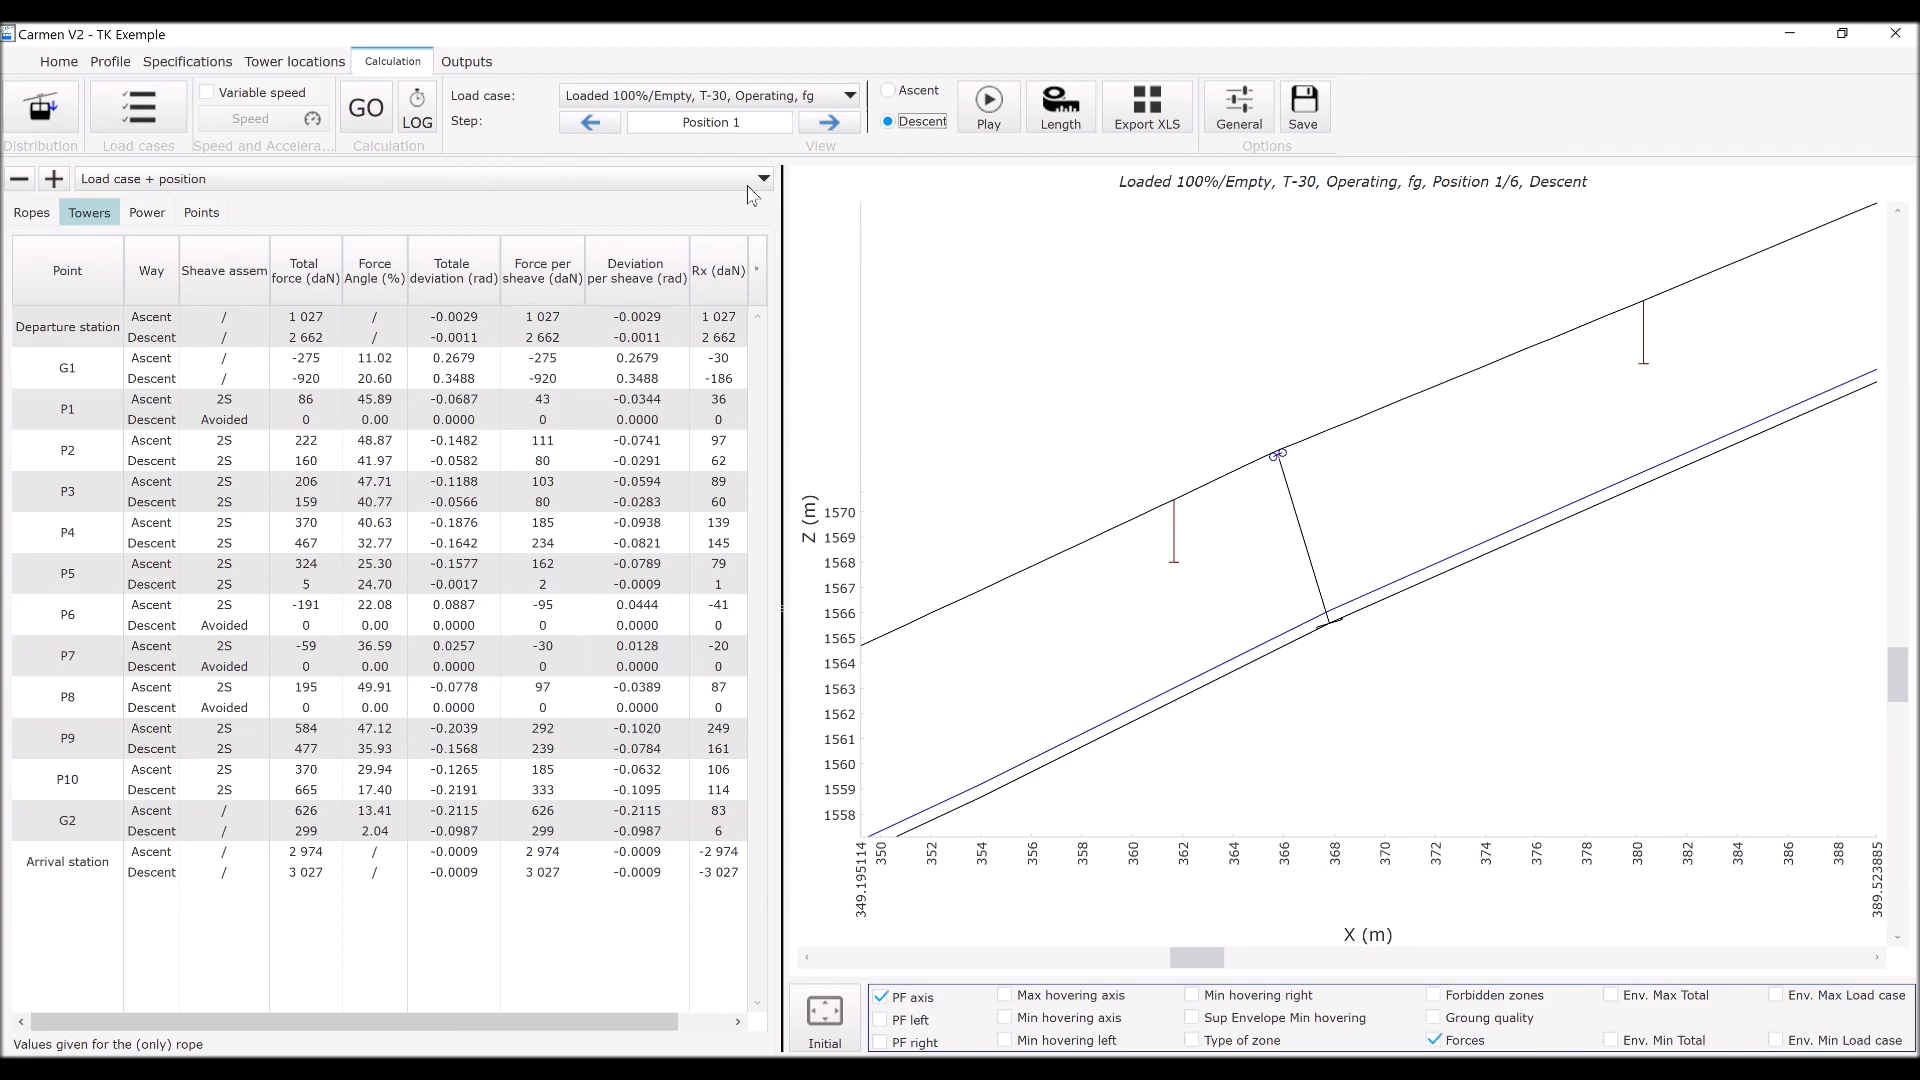 Carmen V2 - TK Exemple
Home Profile Specifications Tower locations Calculation Outputs
Variable speed
Speed
GO
LOG
Load case: Loaded 100%/Empty, T-30, Operating, fg
Step: Position 1
Ascent
Descent
Play Length Export XLS General Save
Distribution Load cases Speed and Accelera... Calculation View Options
Load case + position
Ropes Towers Power Points
Point Way Sheave assem Total force (daN) Force Angle (%) Totale deviation (rad) Force per sheave (daN) Deviation per sheave (rad) Rx (daN)
Departure station
Ascent / 1 027 / -0.0029 1 027 -0.0029 1 027
Descent / 2 662 / -0.0011 2 662 -0.0011 2 662
G1
Ascent / -275 11.02 0.2679 -275 0.2679 -30
Descent / -920 20.60 0.3488 -920 0.3488 -186
P1
Ascent 2S 86 45.89 -0.0687 43 -0.0344 36
Descent Avoided 0 0.00 0.0000 0 0.0000 0
P2
Ascent 2S 222 48.87 -0.1482 111 -0.0741 97
Descent 2S 160 41.97 -0.0582 80 -0.0291 62
P3
Ascent 2S 206 47.71 -0.1188 103 -0.0594 89
Descent 2S 159 40.77 -0.0566 80 -0.0283 60
P4
Ascent 2S 370 40.63 -0.1876 185 -0.0938 139
Descent 2S 467 32.77 -0.1642 234 -0.0821 145
P5
Ascent 2S 324 25.30 -0.1577 162 -0.0789 79
Descent 2S 5 24.70 -0.0017 2 -0.0009 1
P6
Ascent 2S -191 22.08 0.0887 -95 0.0444 -41
Descent Avoided 0 0.00 0.0000 0 0.0000 0
P7
Ascent 2S -59 36.59 0.0257 -30 0.0128 -20
Descent Avoided 0 0.00 0.0000 0 0.0000 0
P8
Ascent 2S 195 49.91 -0.0778 97 -0.0389 87
Descent Avoided 0 0.00 0.0000 0 0.0000 0
P9
Ascent 2S 584 47.12 -0.2039 292 -0.1020 249
Descent 2S 477 35.93 -0.1568 239 -0.0784 161
P10
Ascent 2S 370 29.94 -0.1265 185 -0.0632 106
Descent 2S 665 17.40 -0.2191 333 -0.1095 114
G2
Ascent / 626 13.41 -0.2115 626 -0.2115 83
Descent / 299 2.04 -0.0987 299 -0.0987 6
Arrival station
Ascent / 2 974 / -0.0009 2 974 -0.0009 -2 974
Descent / 3 027 / -0.0009 3 027 -0.0009 -3 027
Values given for the (only) rope
Loaded 100%/Empty, T-30, Operating, fg, Position 1/6, Descent
Z (m)
1570
1569
1568
1567
1566
1565
1564
1563
1562
1561
1560
1559
1558
349.195114 350 352 354 356 358 360 362 364 366 368 370 372 374 376 378 380 382 384 386 388 389.523885
X (m)
Initial
PF axis Max hovering axis Min hovering right Forbidden zones Env. Max Total Env. Max Load case
PF left Min hovering axis Sup Envelope Min hovering Groung quality
PF right Min hovering left Type of zone Forces Env. Min Total Env. Min Load case